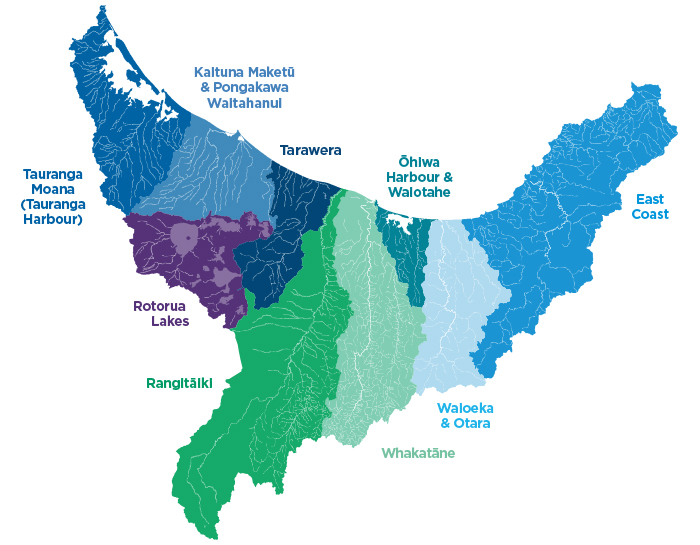 Kaituna Maketū
& Pongakawa
Waitahanui
Tarawera
Ōhiwa
Harbour &
Waiotahe
Tauranga
Moana
(Tauranga
Harbour)
East
Coast
Rotorua
Lakes
Rangitāiki
Waioeka
& Otara
Whakatāne